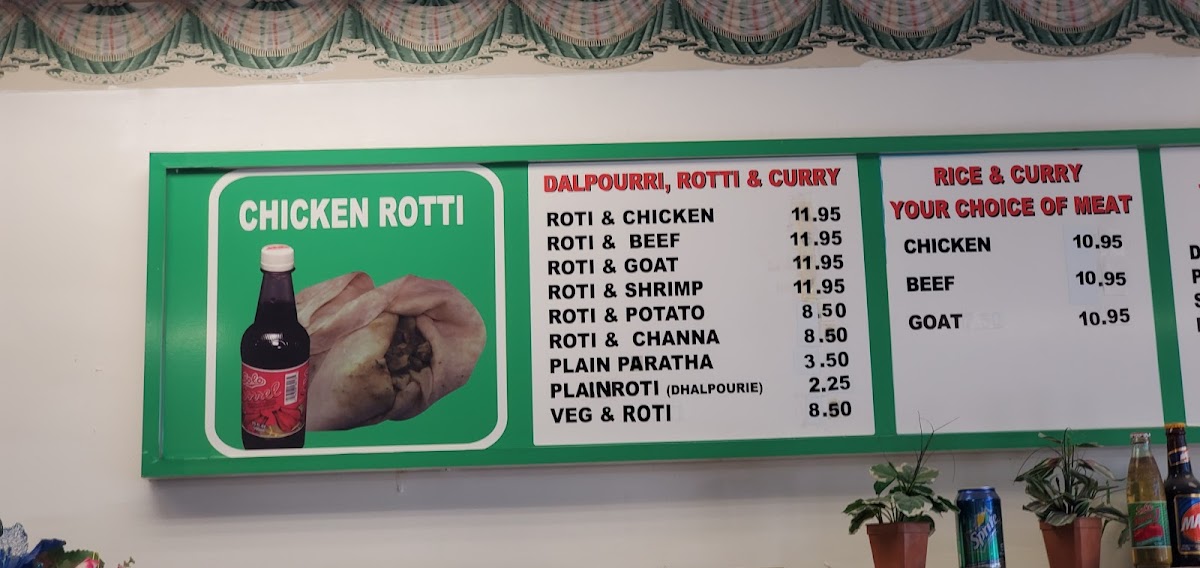 CHICKEN ROTTI
DALPOURRI, ROTTI & CURRY
ROTI & CHICKEN 11.95
ROTI & BEEF 11.95
ROTI & GOAT 11.95
ROTI & SHRIMP 11.95
ROTI & POTATO 8.50
ROTI & CHANNA 8.50
PLAIN PARATHA 3.50
PLAINROTI (DHALPOURIE) 2.25
VEG & ROTI 8.50
RICE & CURRY
YOUR CHOICE OF MEAT
CHICKEN 10.95
BEEF 10.95
GOAT 10.95
Sprite